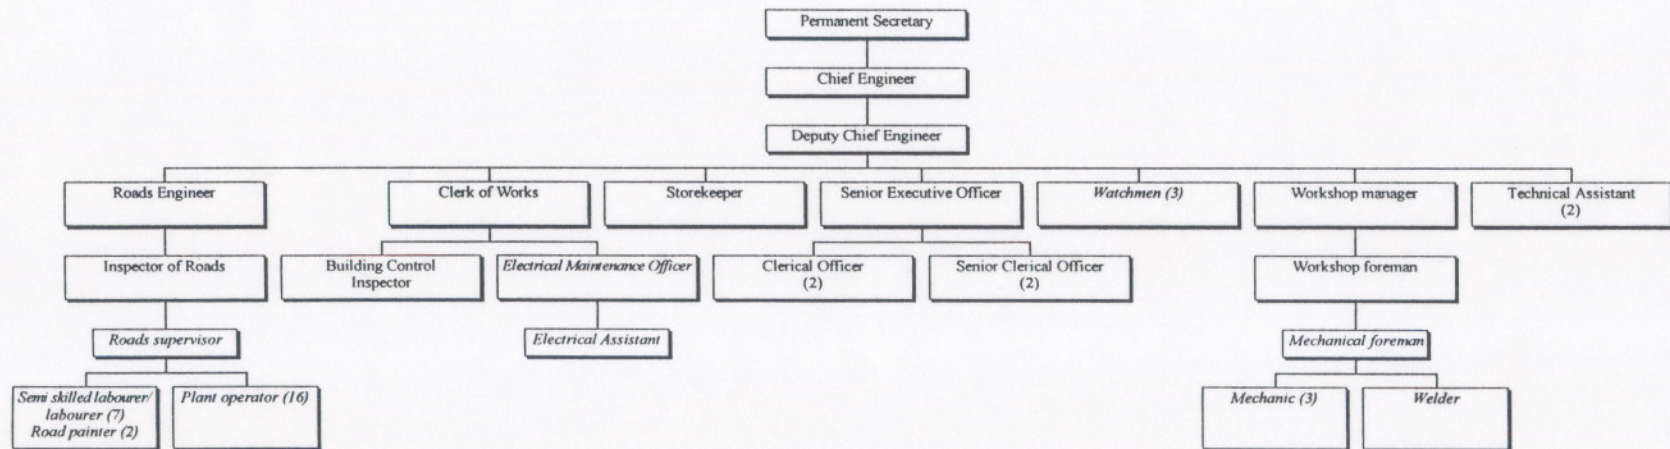 Permanent Secretary
Chief Engineer
Deputy Chief Engineer
Roads Engineer
Clerk of Works
Storekeeper
Senior Executive Officer
Watchmen (3)
Workshop manager
Technical Assistant
(2)
Inspector of Roads
Building Control
Inspector
Electrical Maintenance Officer
Clerical Officer
(2)
Senior Clerical Officer
(2)
Workshop foreman
Roads supervisor
Electrical Assistant
Mechanical foreman
Semi skilled labourer/
labourer (7)
Road painter (2)
Plant operator (16)
Mechanic (3)
Welder